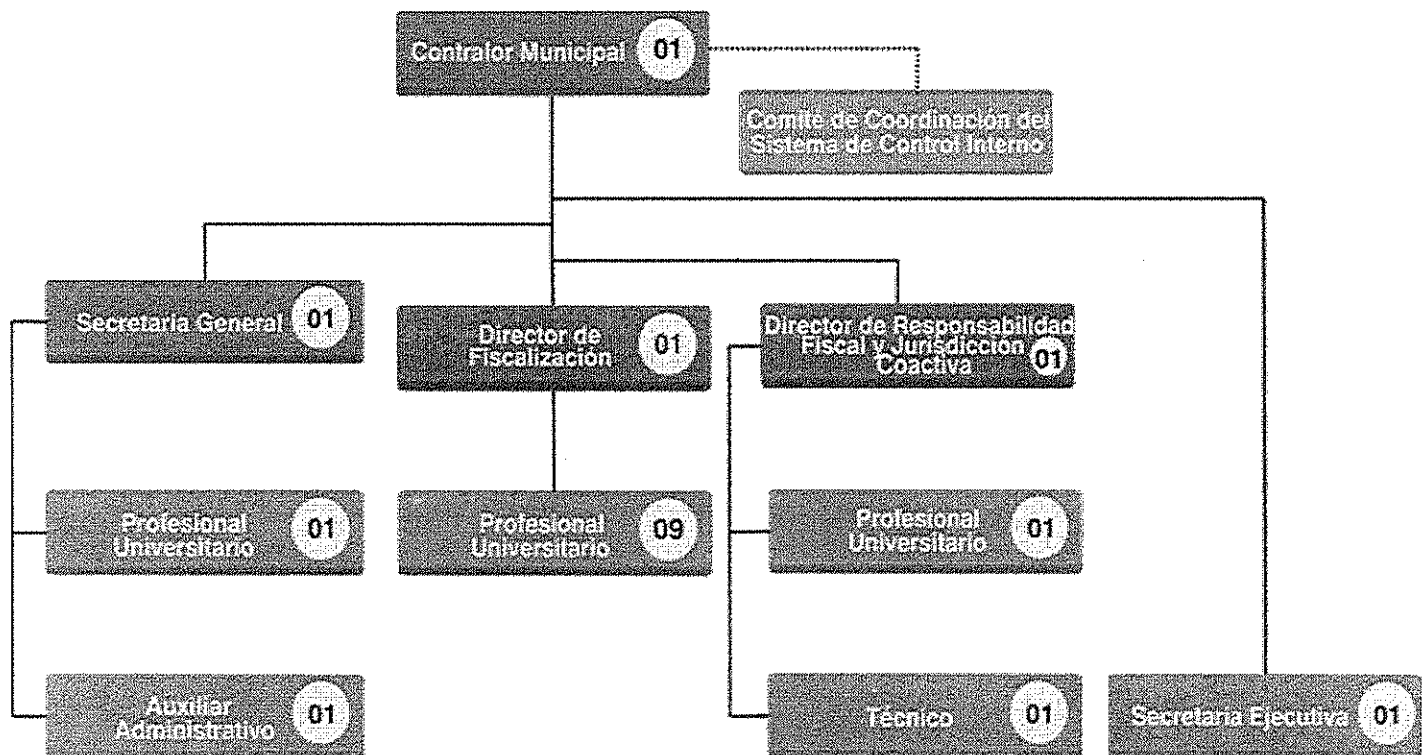 Contralor Municipal 01
Comité de Coordinación del
Sistema de Control Interno
Secretaria General 01
Director de
Fiscalización 01
Director de Responsabilidad
Fiscal y Jurisdicción
Coactiva 01
Profesional
Universitario 01
Profesional
Universitario 09
Profesional
Universitario 01
Auxiliar
Administrativo 01
Técnico 01
Secretaria Ejecutiva 01